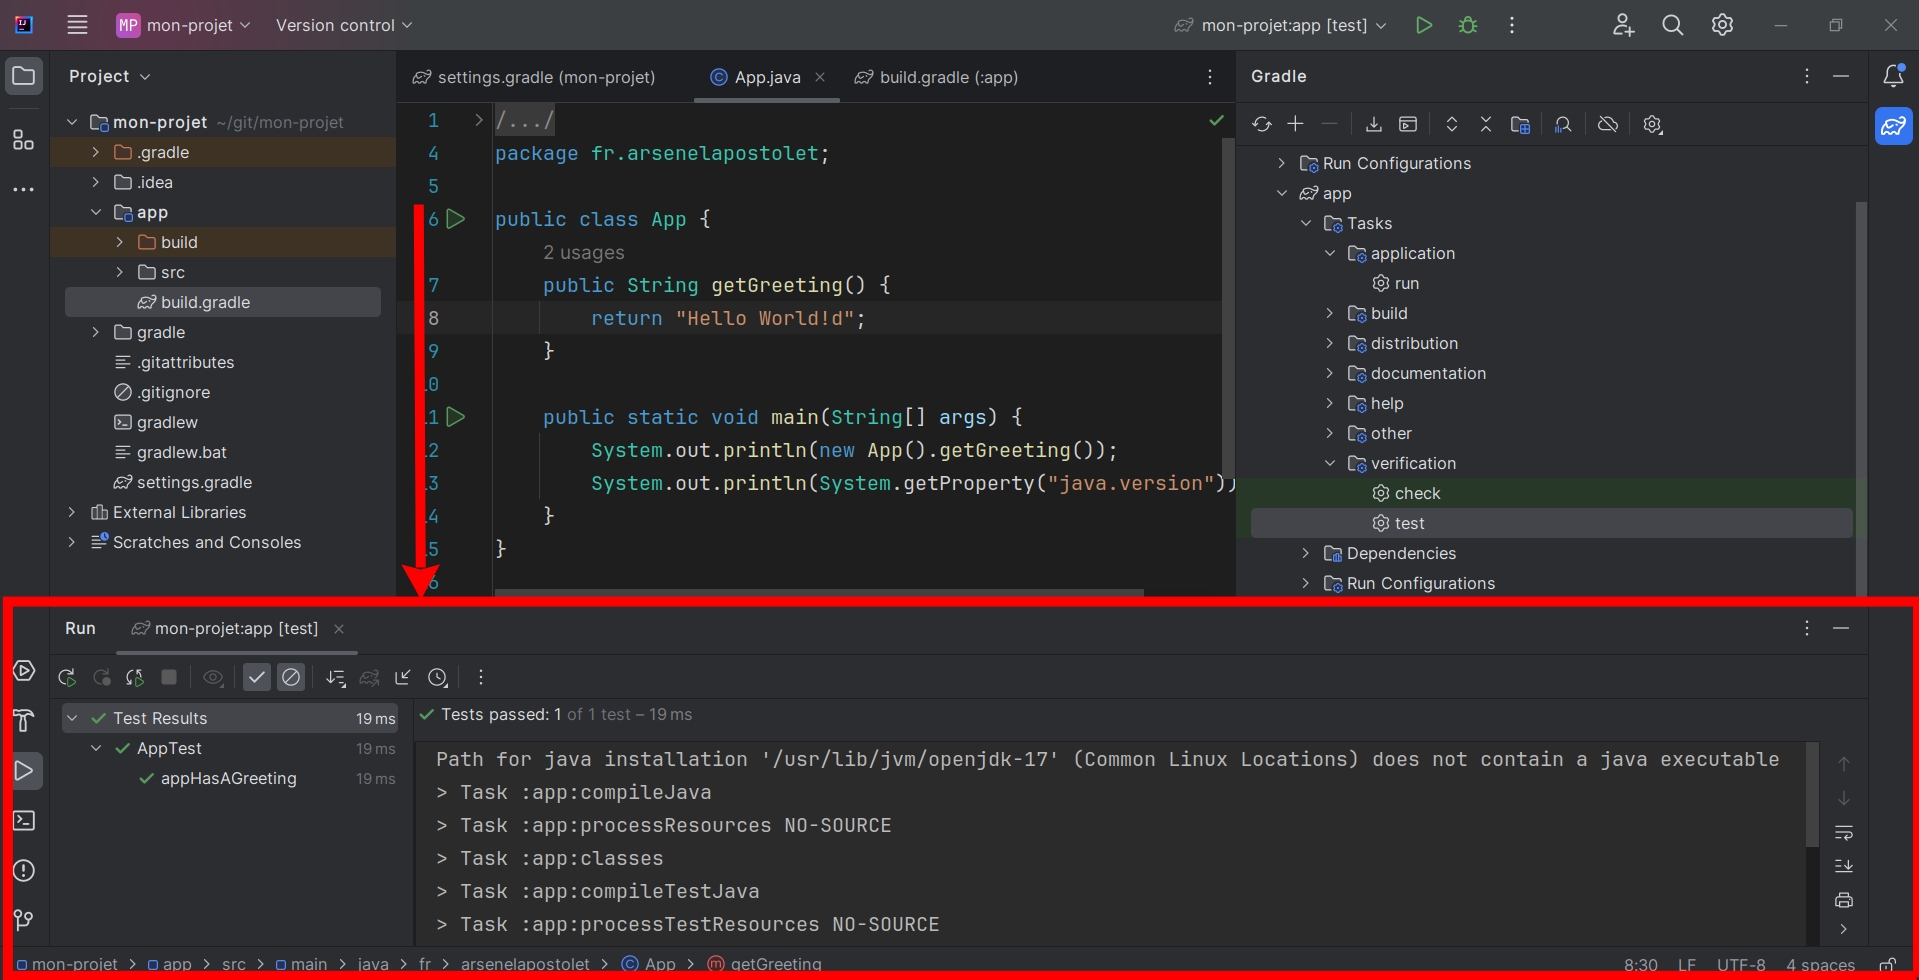 MP mon-projet Version control mon-projet:app [test]
Project
mon-projet ~/git/mon-projet
.gradle
.idea
app
build
src
build.gradle
gradle
.gitattributes
.gitignore
gradlew
gradlew.bat
settings.gradle
External Libraries
Scratches and Consoles
settings.gradle (mon-projet) App.java build.gradle (:app)
1 /.../
4 package fr.arsenelapostolet;
5
6 public class App {
2 usages
7 public String getGreeting() {
8 return "Hello World!d";
9 }
10
11 public static void main(String[] args) {
12 System.out.println(new App().getGreeting());
13 System.out.println(System.getProperty("java.version"))
14 }
15 }
16
Gradle
Run Configurations
app
Tasks
application
run
build
distribution
documentation
help
other
verification
check
test
Dependencies
Run Configurations
Run mon-projet:app [test]
Test Results 19 ms
AppTest 19 ms
appHasAGreeting 19 ms
Tests passed: 1 of 1 test – 19 ms
Path for java installation '/usr/lib/jvm/openjdk-17' (Common Linux Locations) does not contain a java executable
> Task :app:compileJava
> Task :app:processResources NO-SOURCE
> Task :app:classes
> Task :app:compileTestJava
> Task :app:processTestResources NO-SOURCE
mon-projet > app > src > main > java > fr > arsenelapostolet > App > getGreeting 8:30 LF UTF-8 4 spaces